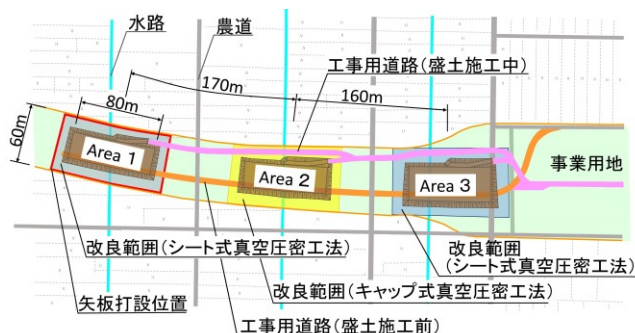 水路
農道
工事用道路(盛土施工中)
170m
160m
80m
60m
Area 1
Area 2
Area 3
事業用地
改良範囲(シート式真空圧密工法)
改良範囲
(シート式真空圧密工法)
矢板打設位置
改良範囲(キャップ式真空圧密工法)
工事用道路(盛土施工前)